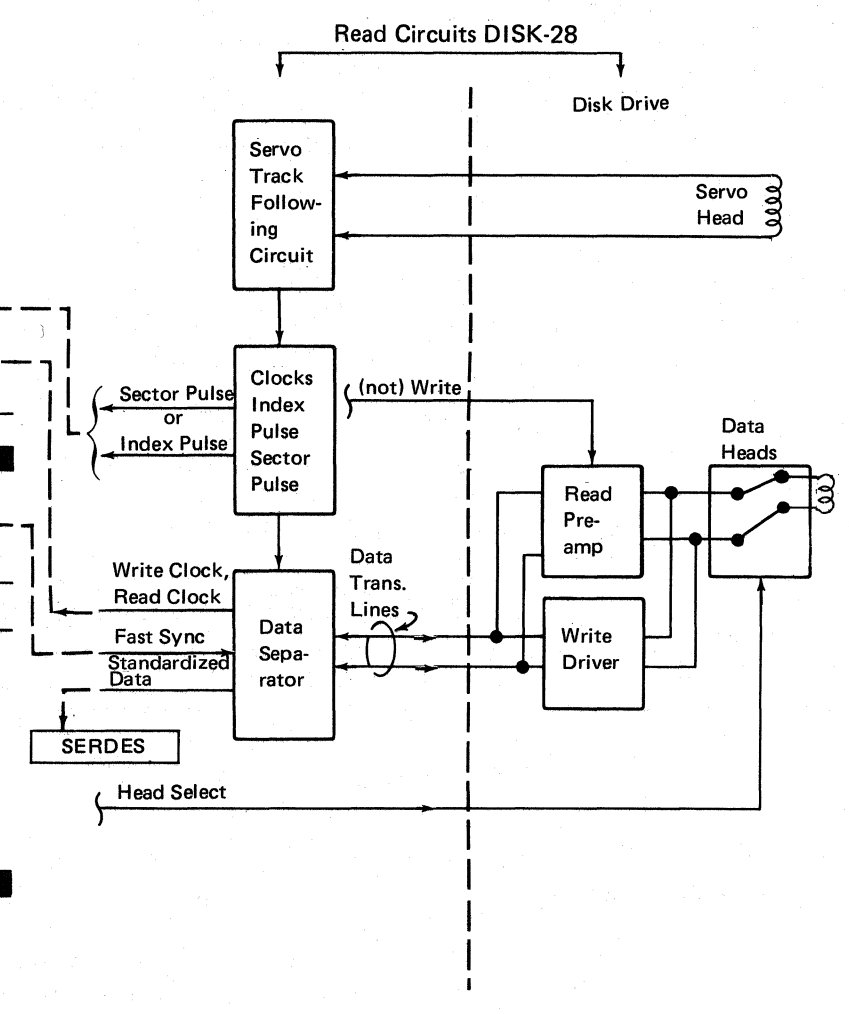 Read Circuits DISK-28
Disk Drive
Servo
Track
Follow-
ing
Circuit
Servo
Head
Clocks
Index
Pulse
Sector
Pulse
Sector Pulse
or
Index Pulse
(not) Write
Data
Heads
Read
Pre-
amp
Data
Trans.
Lines
Write Clock,
Read Clock
Fast Sync
Standardized
Data
Data
Sepa-
rator
Write
Driver
SERDES
Head Select